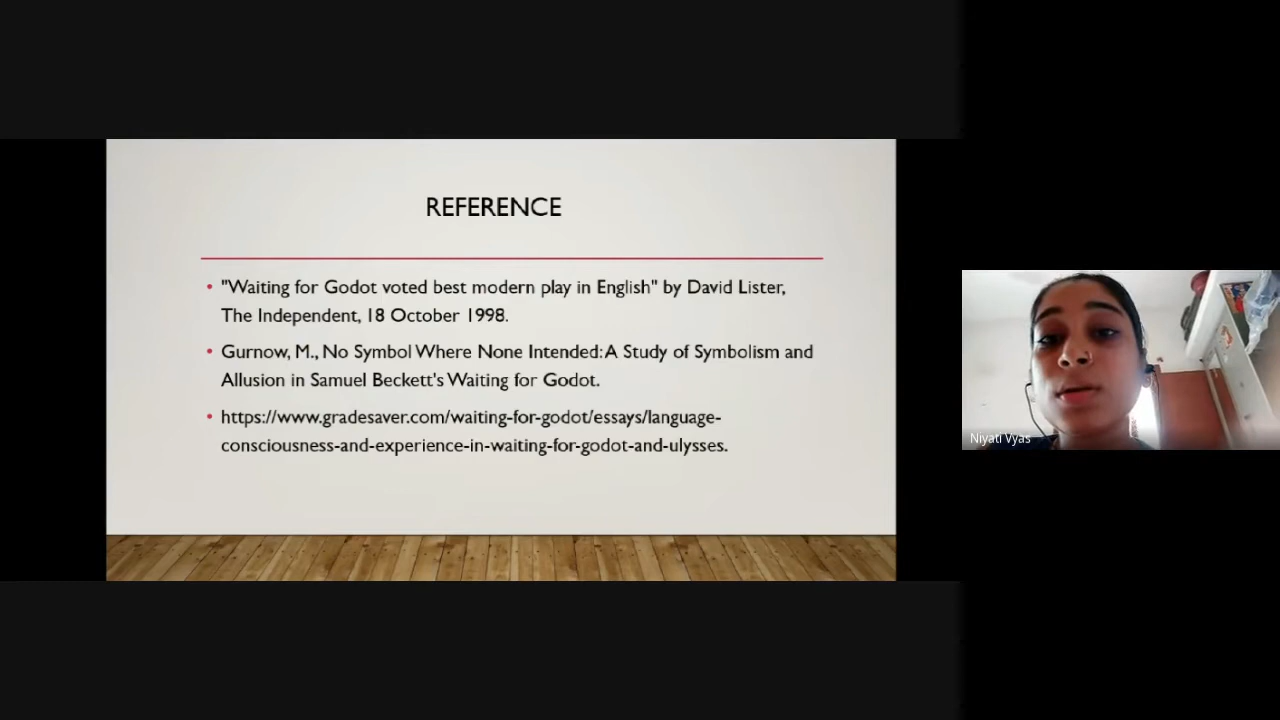 REFERENCE
"Waiting for Godot voted best modern play in English" by David Lister,
The Independent, 18 October 1998.
Gurnow, M., No Symbol Where None Intended: A Study of Symbolism and
Allusion in Samuel Beckett's Waiting for Godot.
https://www.gradesaver.com/waiting-for-godot/essays/language-
consciousness-and-experience-in-waiting-for-godot-and-ulysses.
Niyati Vyas